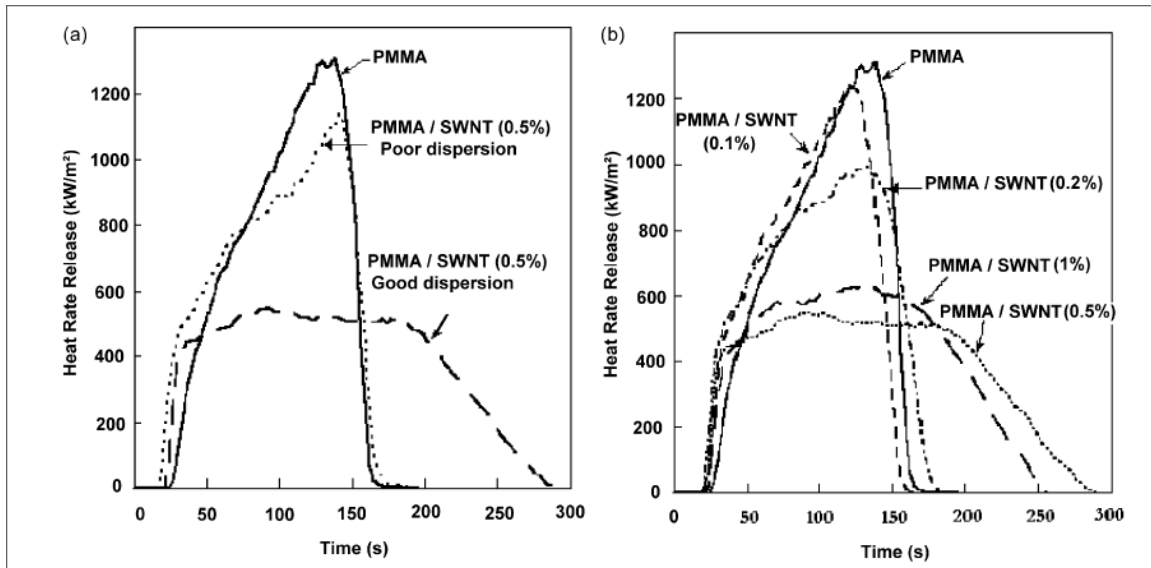 (a)
PMMA
PMMA / SWNT (0.5%)
Poor dispersion
PMMA / SWNT (0.5%)
Good dispersion
Heat Rate Release (kW/m²)
1200
1000
800
600
400
200
0
0 50 100 150 200 250 300
Time (s)
(b)
PMMA
PMMA / SWNT
(0.1%)
PMMA / SWNT (0.2%)
PMMA / SWNT (1%)
PMMA / SWNT (0.5%)
Heat Rate Release (kW/m²)
1200
1000
800
600
400
200
0
0 50 100 150 200 250 300
Time (s)